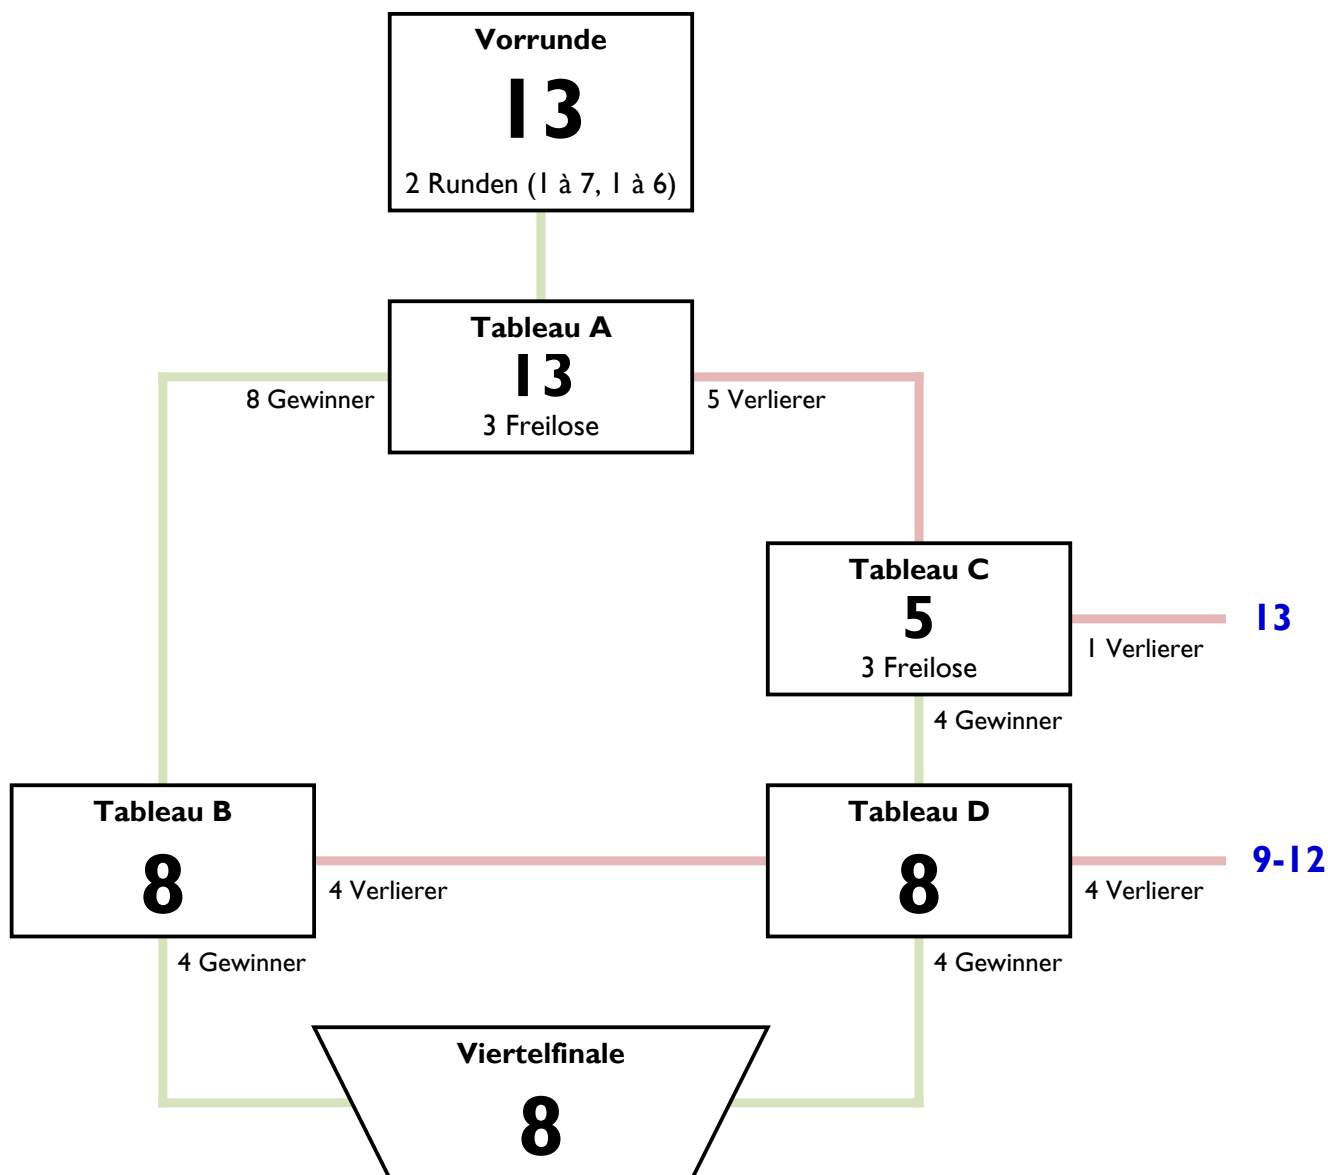 Vorrunde
13
2 Runden (1 à 7, 1 à 6)
Tableau A
13
3 Freilose
8 Gewinner
5 Verlierer
Tableau C
5
3 Freilose
13
1 Verlierer
4 Gewinner
Tableau B
8
4 Verlierer
4 Gewinner
Tableau D
8
9-12
4 Verlierer
4 Gewinner
Viertelfinale
8